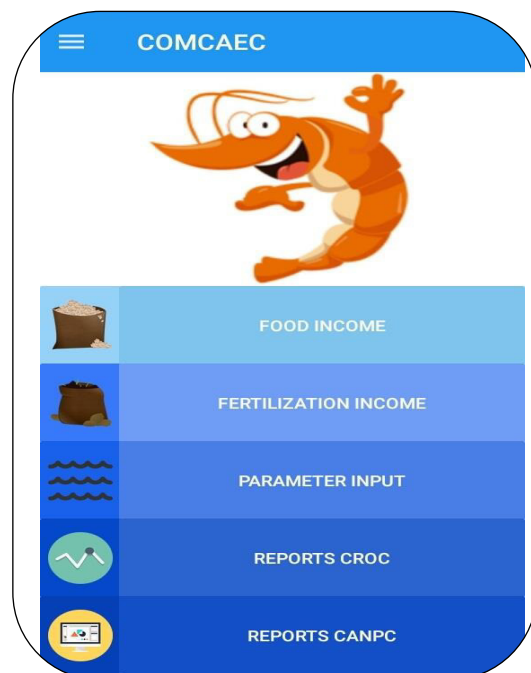 COMCAEC
FOOD INCOME
FERTILIZATION INCOME
PARAMETER INPUT
REPORTS CROC
REPORTS CANPC